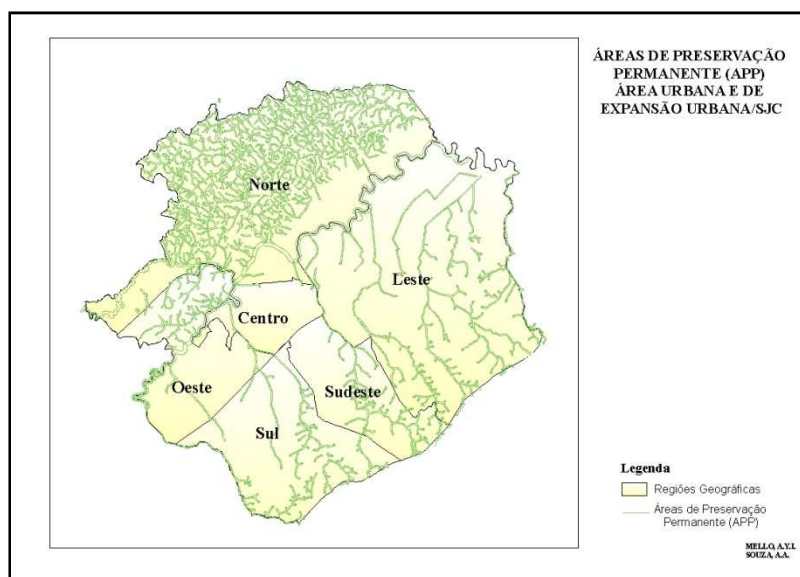 ÁREAS DE PRESERVAÇÃO
PERMANENTE (APP)
ÁREA URBANA E DE
EXPANSÃO URBANA/SJC
Norte
Leste
Centro
Oeste
Sudeste
Sul
Legenda
Regiões Geográficas
Áreas de Preservação
Permanente (APP)
MELLO, A.Y.I.
SOUZA, A.A.